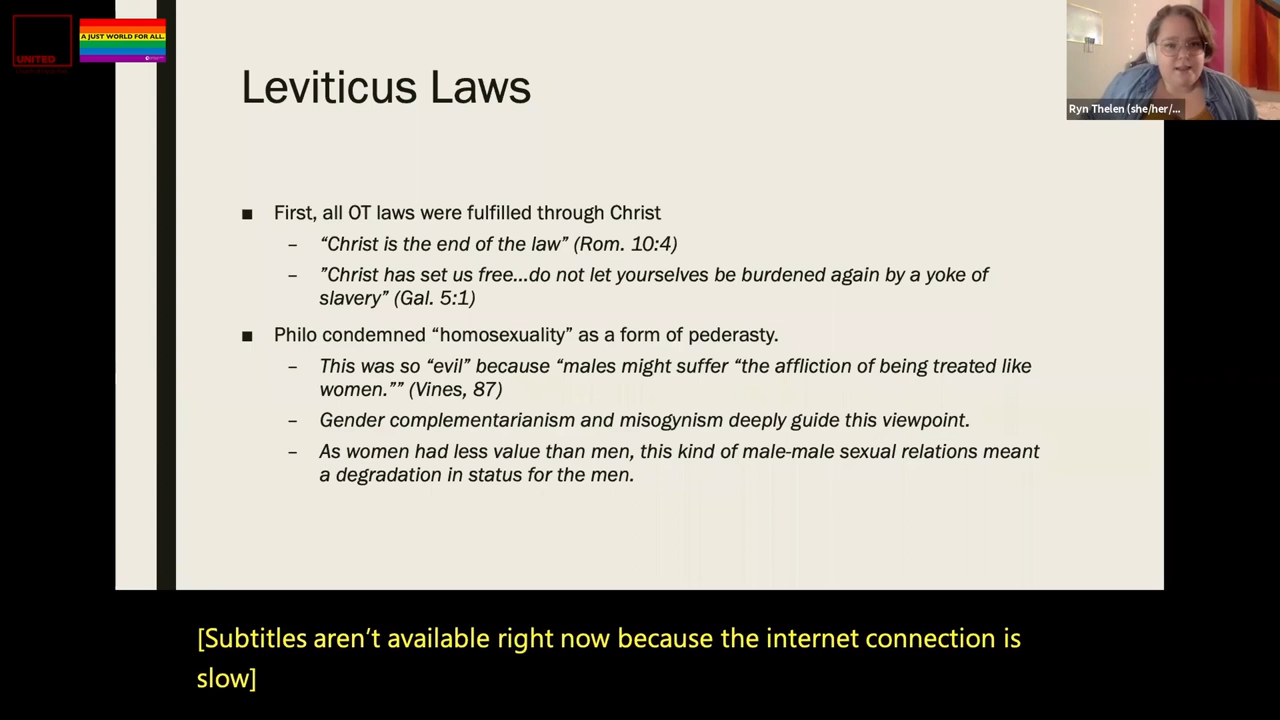 UNITED
A JUST WORLD FOR ALL.
Ryn Thelen (she/her/...
Leviticus Laws
■ First, all OT laws were fulfilled through Christ
– “Christ is the end of the law” (Rom. 10:4)
– ”Christ has set us free...do not let yourselves be burdened again by a yoke of
slavery” (Gal. 5:1)
■ Philo condemned “homosexuality” as a form of pederasty.
– This was so “evil” because “males might suffer “the affliction of being treated like
women.”” (Vines, 87)
– Gender complementarianism and misogynism deeply guide this viewpoint.
– As women had less value than men, this kind of male-male sexual relations meant
a degradation in status for the men.
[Subtitles aren’t available right now because the internet connection is
slow]